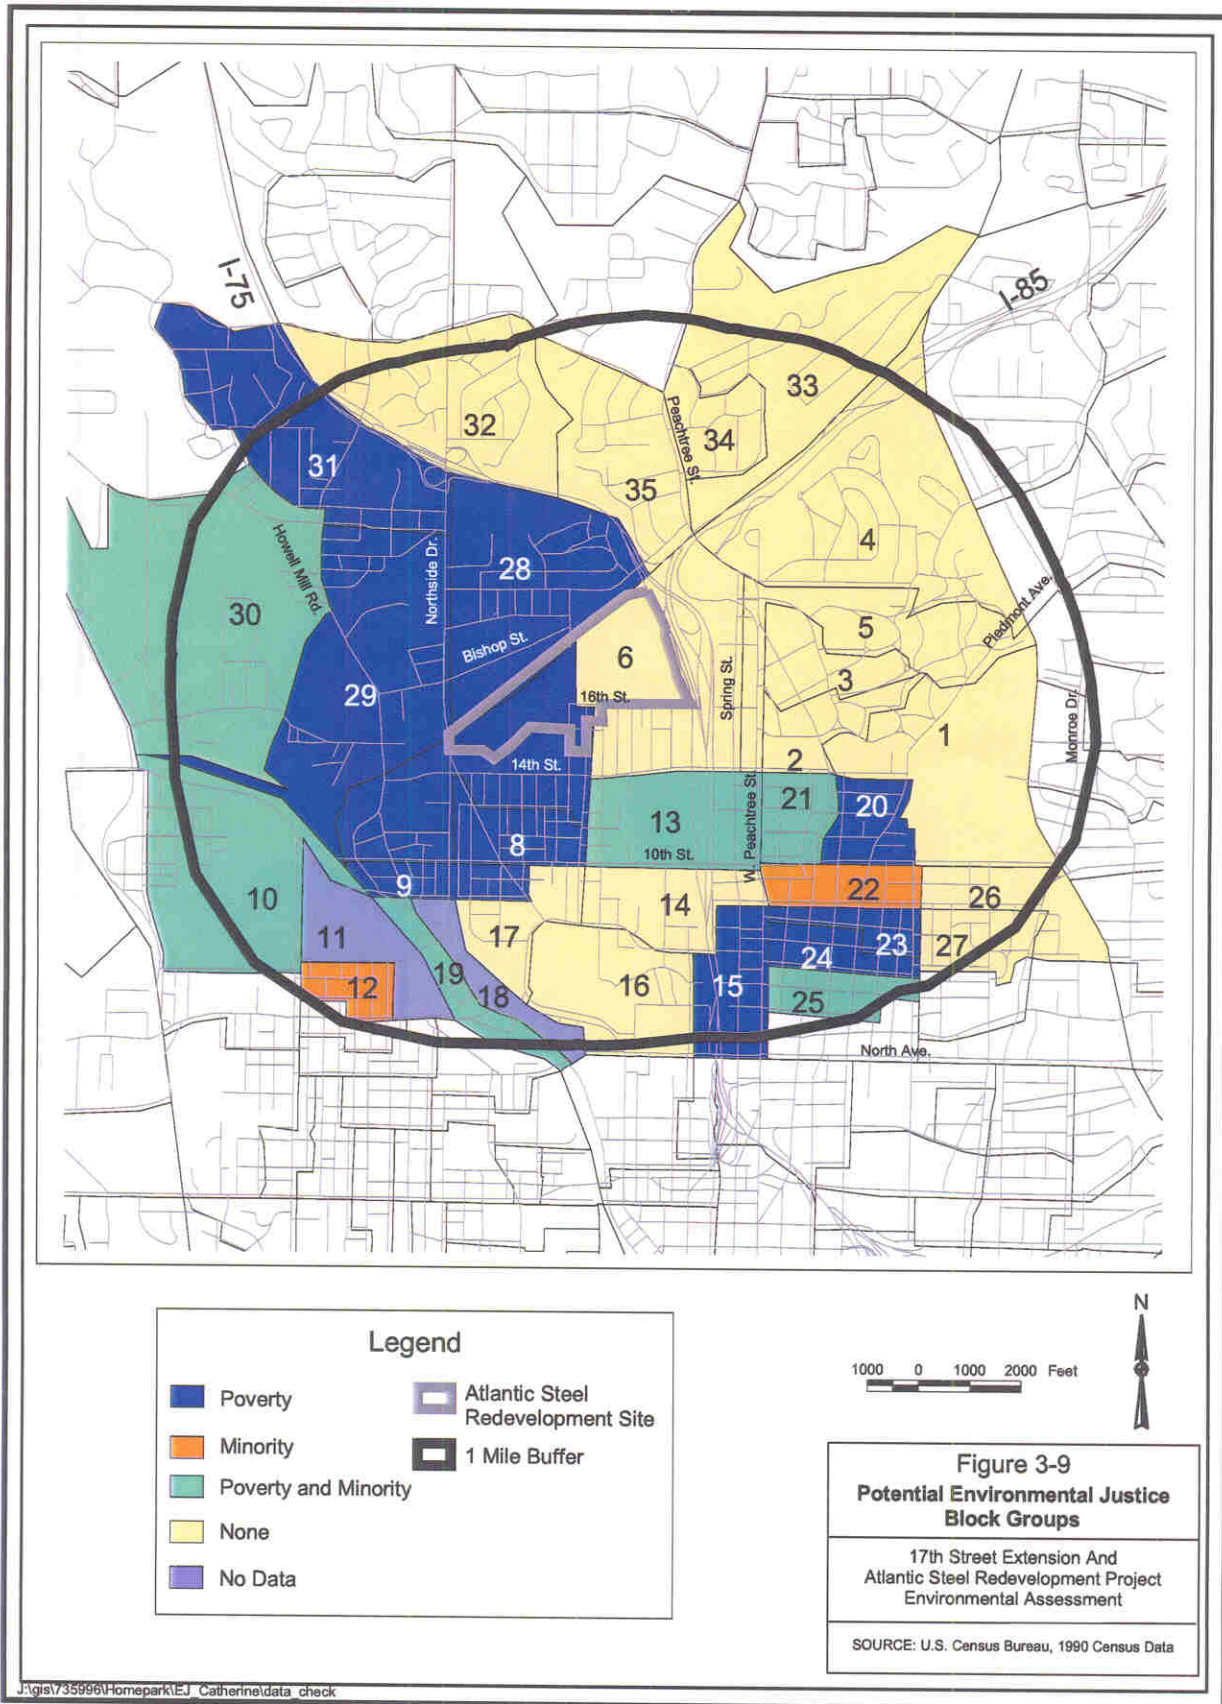 I-75
I-85
33
Peachtree St.
34
32
31
35
4
Howell Mill Rd.
Northside Dr.
28
Piedmont Ave.
30
5
Bishop St.
6
3
29
16th St.
Spring St.
1
Monroe Dr.
14th St.
2
21
20
13
W. Peachtree St.
8
10th St.
9
22
10
14
26
11
17
23
27
24
12
19
18
16
15
25
North Ave.
N
Legend
1000 0 1000 2000 Feet
Poverty
Atlantic Steel
Redevelopment Site
Minority
1 Mile Buffer
Poverty and Minority
None
No Data
Figure 3-9
Potential Environmental Justice
Block Groups
17th Street Extension And
Atlantic Steel Redevelopment Project
Environmental Assessment
SOURCE: U.S. Census Bureau, 1990 Census Data
J:\gis\735996\Homepark\EJ_Catherine\data_check